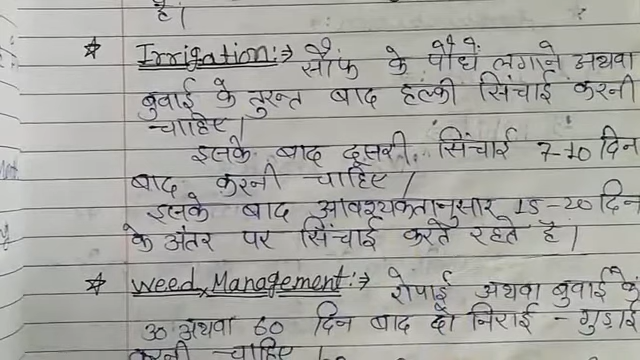 है।
* Irrigation:→ सौंफ के पौधे लगाने अथवा
बुवाई के तुरन्त बाद हल्की सिंचाई करनी
चाहिए।
इसके बाद दूसरी सिंचाई 7-10 दिन
बाद करनी चाहिए।
इसके बाद आवश्यकतानुसार 15-20 दिन
के अंतर पर सिंचाई करते रहते है।
* Weed Management:→ रोपाई अथवा बुवाई के
30 अथवा 60 दिन बाद दो निराई - गुड़ाई
करनी चाहिए।